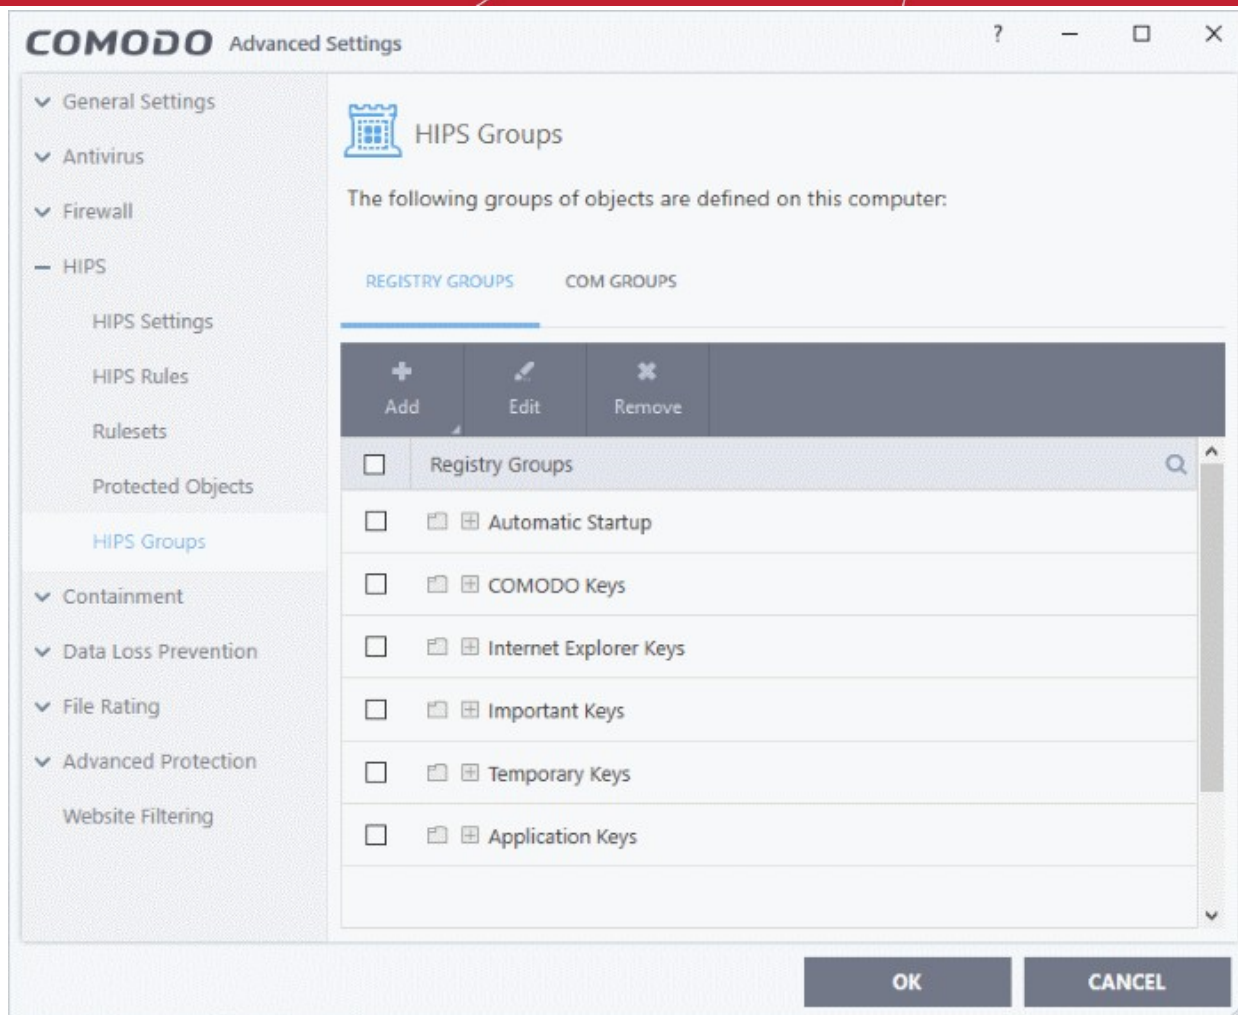 COMODO Advanced Settings ?
General Settings
Antivirus
Firewall
HIPS
HIPS Settings
HIPS Rules
Rulesets
Protected Objects
HIPS Groups
Containment
Data Loss Prevention
File Rating
Advanced Protection
Website Filtering
HIPS Groups
The following groups of objects are defined on this computer:
REGISTRY GROUPS COM GROUPS
Add Edit Remove
Registry Groups
Automatic Startup
COMODO Keys
Internet Explorer Keys
Important Keys
Temporary Keys
Application Keys
OK CANCEL